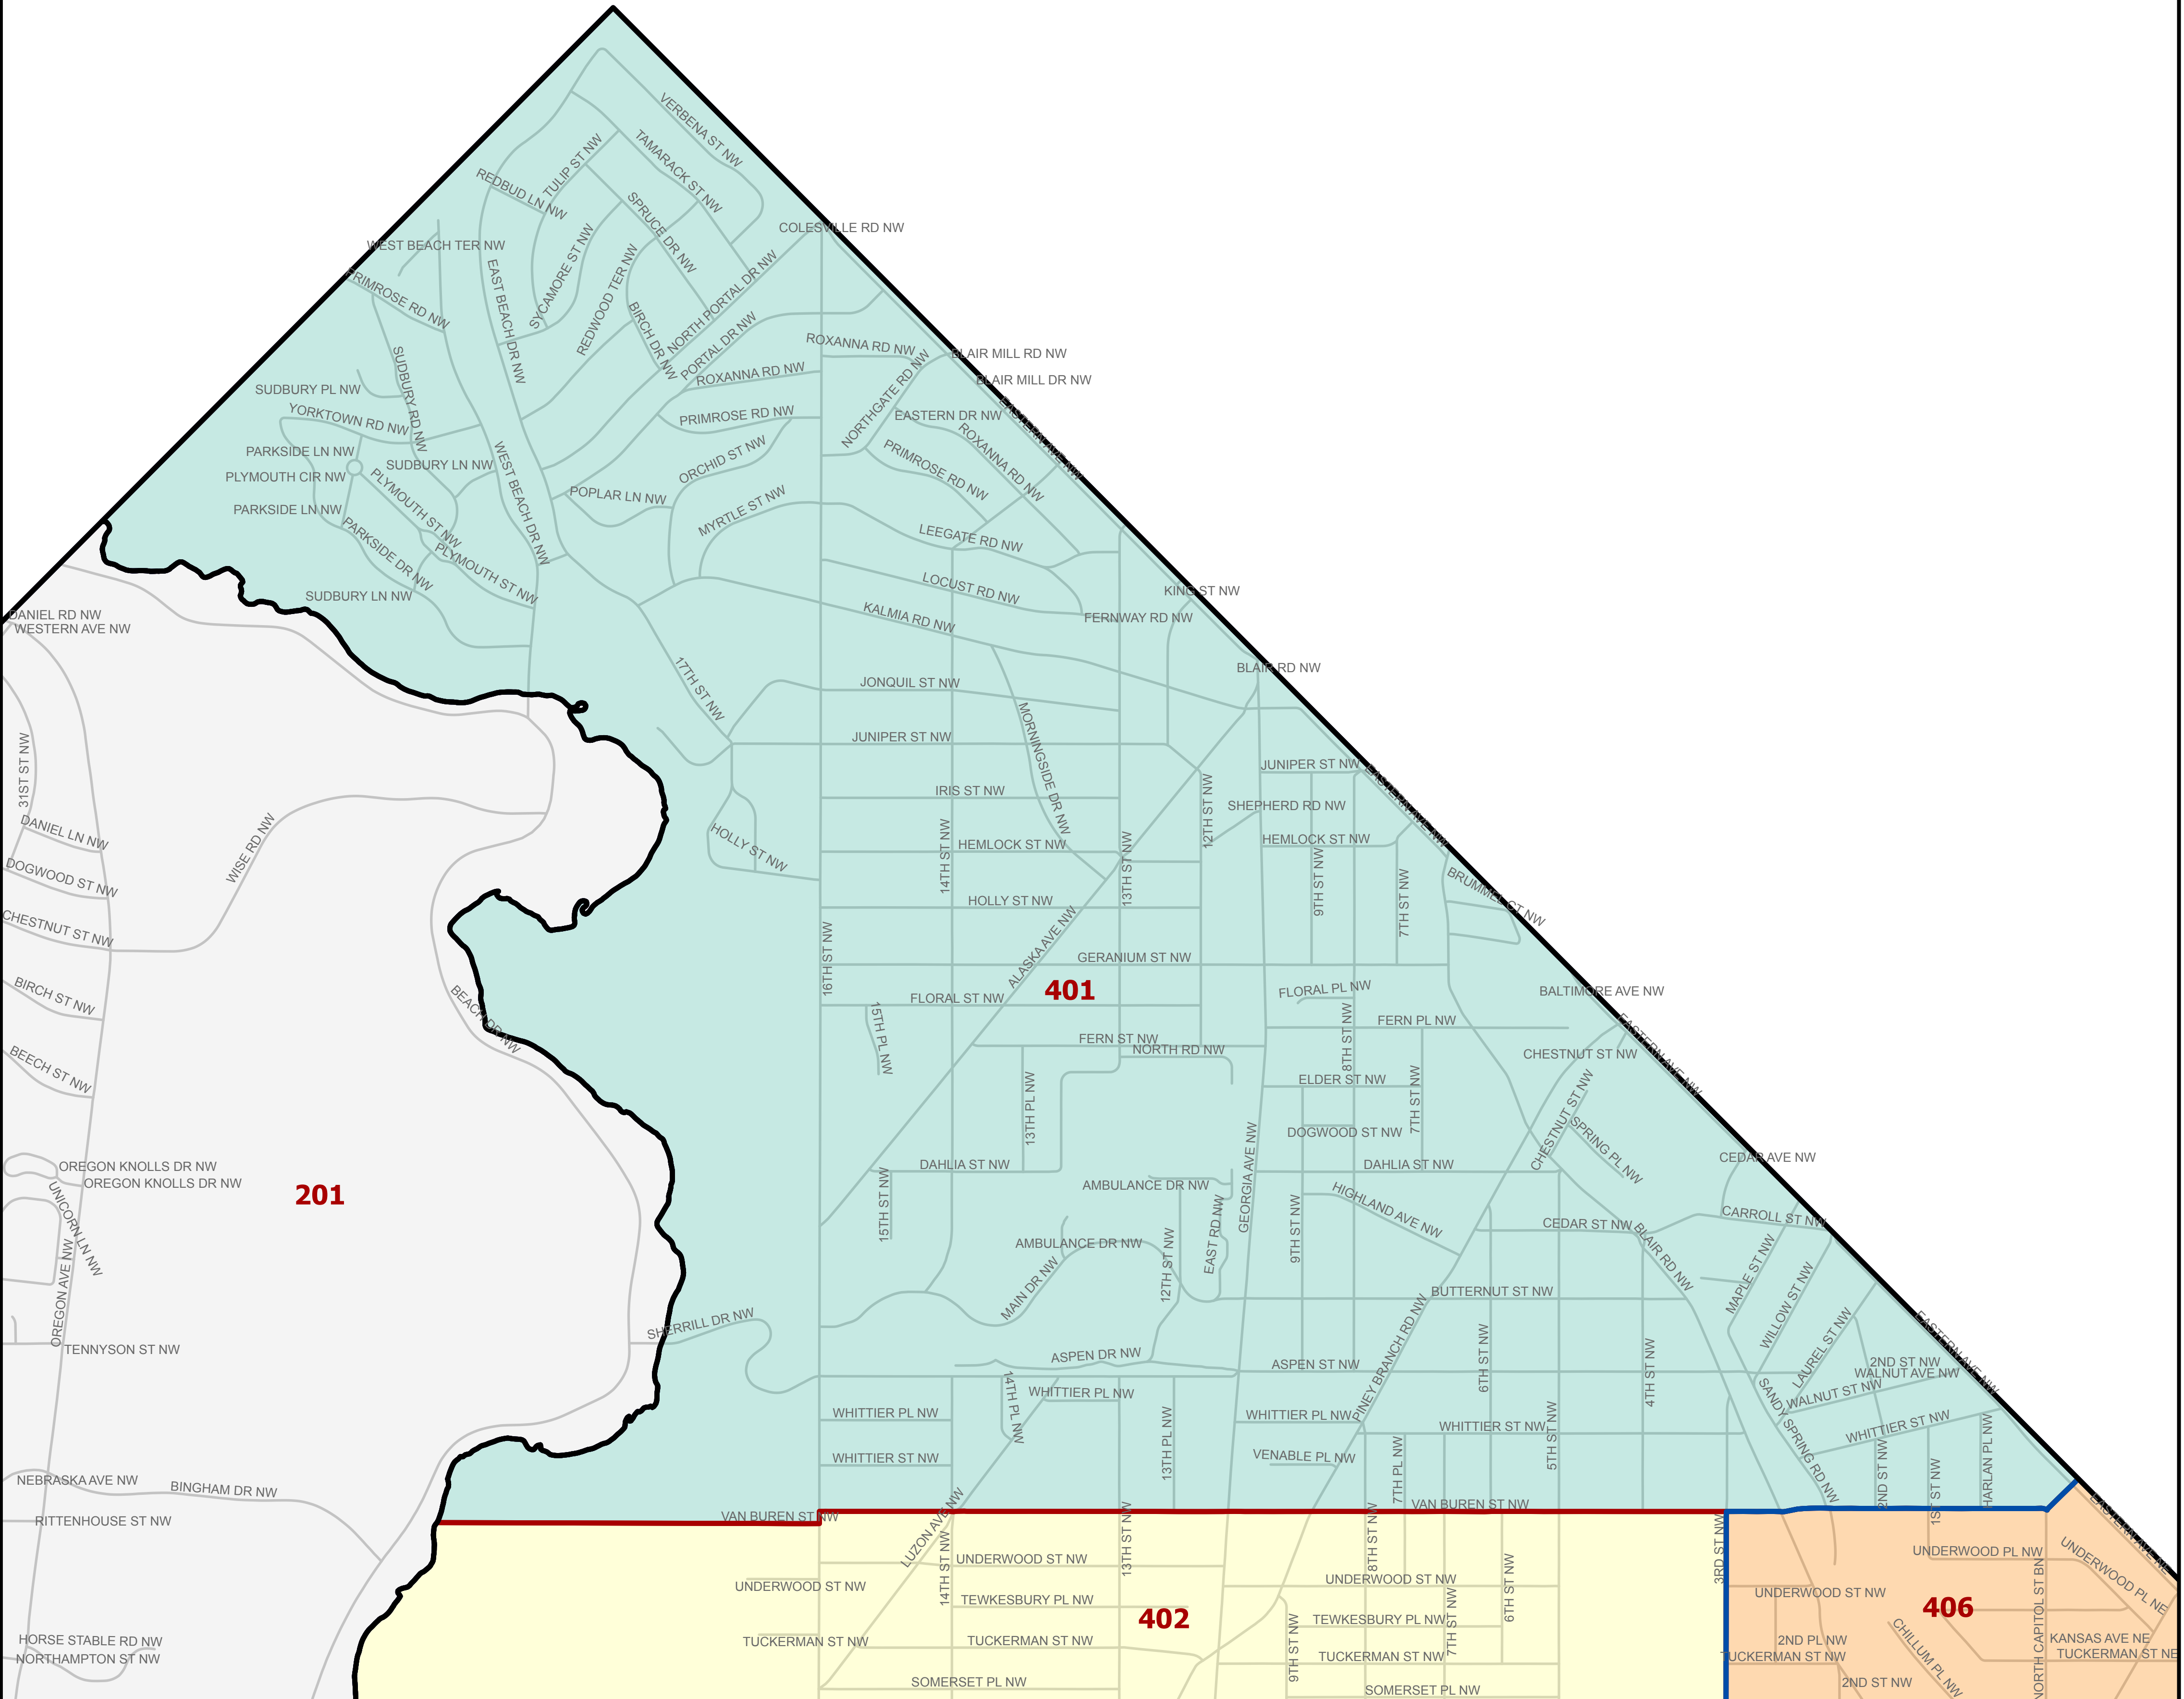 VERBENA ST NW
TAMARACK ST NW
TULIP ST NW
REDBUD LN NW
SPRUCE DR NW
COLESVILLE RD NW
WEST BEACH TER NW
SYCAMORE ST NW
REDWOOD TER NW
EAST BEACH DR NW
PRIMROSE RD NW
BIRCH DR NW
NORTH PORTAL DR NW
PORTAL DR NW
ROXANNA RD NW
BLAIR MILL RD NW
BLAIR MILL DR NW
ROXANNA RD NW
SUDBURY PL NW
SUDBURY RD NW
YORKTOWN RD NW
PRIMROSE RD NW
NORTHGATE RD NW
EASTERN DR NW
EASTERN AVE NW
ROXANNA RD NW
PARKSIDE LN NW
SUDBURY LN NW
PLYMOUTH CIR NW
ORCHID ST NW
PRIMROSE RD NW
PARKSIDE LN NW
PLYMOUTH ST NW
WEST BEACH DR NW
POPLAR LN NW
MYRTLE ST NW
LEEGATE RD NW
PARKSIDE DR NW
PLYMOUTH ST NW
SUDBURY LN NW
LOCUST RD NW
KING ST NW
KALMIA RD NW
FERNWAY RD NW
DANIEL RD NW
WESTERN AVE NW
BLAIR RD NW
17TH ST NW
JONQUIL ST NW
MORNINGSIDE DR NW
JUNIPER ST NW
JUNIPER ST NW
EASTERN AVE NW
31ST ST NW
IRIS ST NW
12TH ST NW
SHEPHERD RD NW
DANIEL LN NW
WISE RD NW
HOLLY ST NW
14TH ST NW
HEMLOCK ST NW
13TH ST NW
HEMLOCK ST NW
DOGWOOD ST NW
9TH ST NW
7TH ST NW
BRUMMEL CT NW
CHESTNUT ST NW
HOLLY ST NW
16TH ST NW
ALASKA AVE NW
GERANIUM ST NW
401
BIRCH ST NW
BEACH DR NW
FLORAL ST NW
FLORAL PL NW
BALTIMORE AVE NW
15TH PL NW
8TH ST NW
FERN PL NW
EASTERN AVE NW
FERN ST NW
NORTH RD NW
CHESTNUT ST NW
BEECH ST NW
ELDER ST NW
13TH PL NW
7TH ST NW
CHESTNUT ST NW
DOGWOOD ST NW
SPRING PL NW
OREGON KNOLLS DR NW
OREGON KNOLLS DR NW
DAHLIA ST NW
DAHLIA ST NW
CEDAR AVE NW
201
UNICORN LN NW
AMBULANCE DR NW
GEORGIA AVE NW
HIGHLAND AVE NW
15TH ST NW
EAST RD NW
9TH ST NW
CEDAR ST NW
CARROLL ST NW
AMBULANCE DR NW
BLAIR RD NW
OREGON AVE NW
MAIN DR NW
12TH ST NW
BUTTERNUT ST NW
MAPLE ST NW
WILLOW ST NW
SHERRILL DR NW
TENNYSON ST NW
ASPEN DR NW
ASPEN ST NW
PINEY BRANCH RD NW
6TH ST NW
4TH ST NW
LAUREL ST NW
EASTERN AVE NW
2ND ST NW
WALNUT AVE NW
WALNUT ST NW
14TH PL NW
WHITTIER PL NW
WHITTIER PL NW
WHITTIER PL NW
WHITTIER ST NW
SANDY SPRING RD NW
WHITTIER ST NW
WHITTIER ST NW
13TH PL NW
VENABLE PL NW
7TH PL NW
5TH ST NW
2ND ST NW
1ST ST NW
HARLAN PL NW
NEBRASKA AVE NW
BINGHAM DR NW
RITTENHOUSE ST NW
VAN BUREN ST NW
VAN BUREN ST NW
LUZON AVE NW
14TH ST NW
13TH ST NW
8TH ST NW
3RD ST NW
EASTERN AVE NE
UNDERWOOD ST NW
UNDERWOOD PL NW
UNDERWOOD PL NE
UNDERWOOD ST NW
UNDERWOOD ST NW
UNDERWOOD ST NW
6TH ST NW
TEWKESBURY PL NW
402
TEWKESBURY PL NW
406
7TH ST NW
9TH ST NW
NORTH CAPITOL ST BN
CHILLUM PL NW
HORSE STABLE RD NW
NORTHAMPTON ST NW
TUCKERMAN ST NW
TUCKERMAN ST NW
TUCKERMAN ST NW
2ND PL NW
TUCKERMAN ST NW
KANSAS AVE NE
TUCKERMAN ST NE
SOMERSET PL NW
SOMERSET PL NW
2ND ST NW